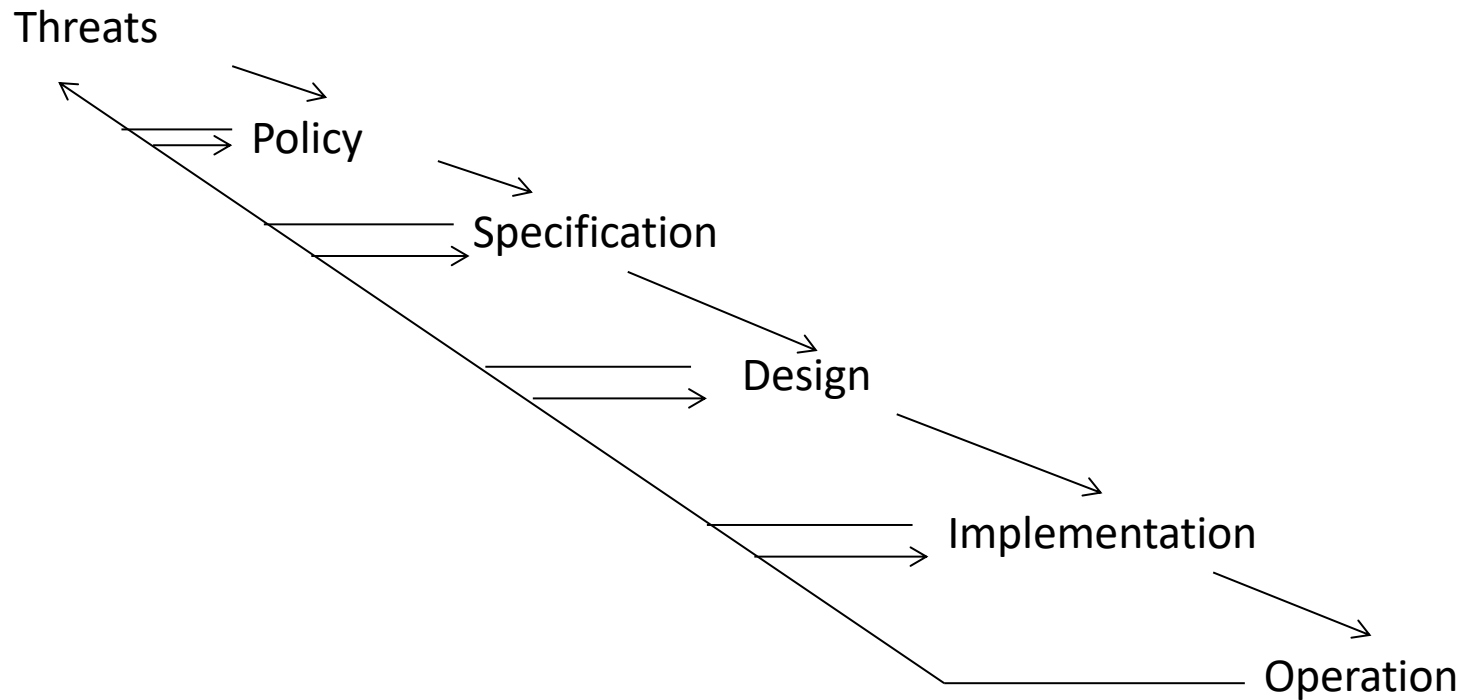 Threats
Policy
Specification
Design
Implementation
Operation